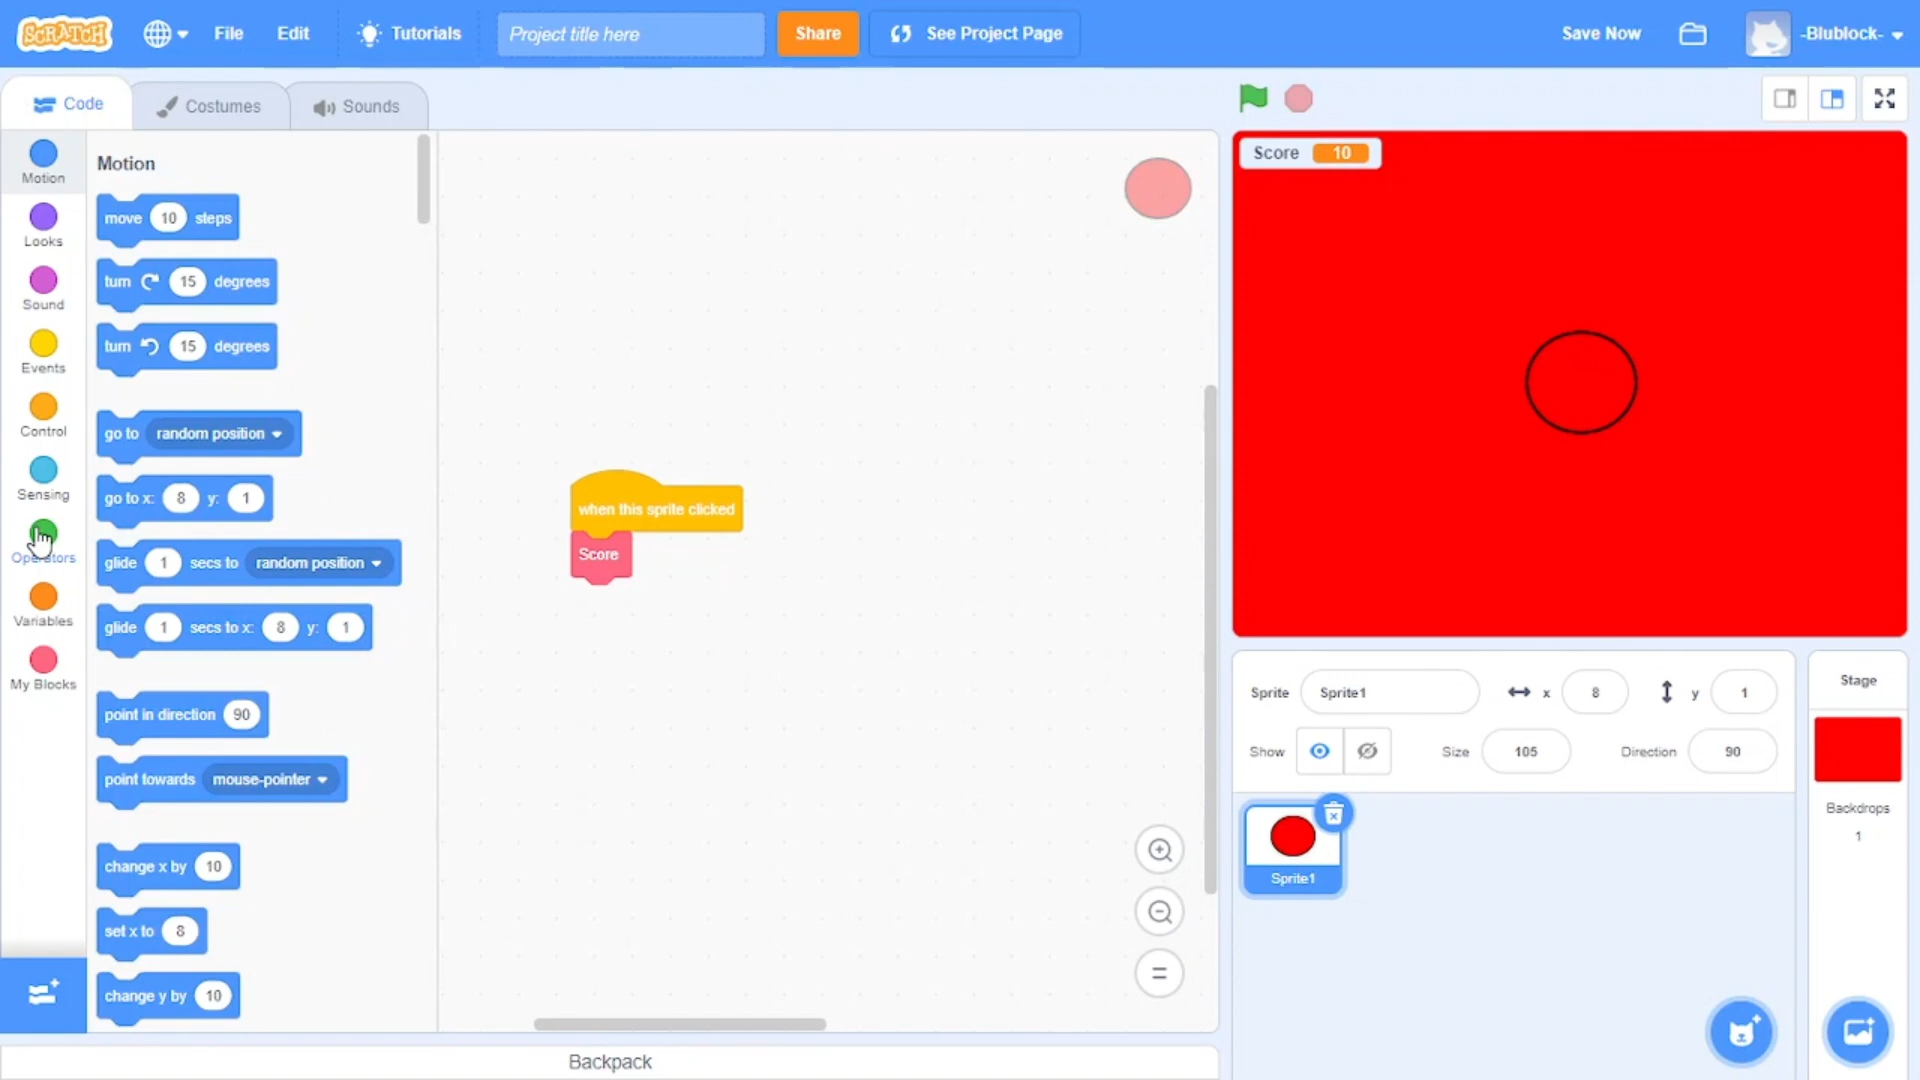 SCRATCH
File
Edit
Tutorials
Project title here
Share
See Project Page
Save Now
-Blublock-
Code
Costumes
Sounds
Motion
Looks
Sound
Events
Control
Sensing
Operators
Variables
My Blocks
Motion
move 10 steps
turn 15 degrees
turn 15 degrees
go to random position
go to x: 8 y: 1
glide 1 secs to random position
glide 1 secs to x: 8 y: 1
point in direction 90
point towards mouse-pointer
change x by 10
set x to 8
change y by 10
when this sprite clicked
Score
Backpack
Score 10
Sprite Sprite1 x 8 y 1
Show Size 105 Direction 90
Sprite1
Stage
Backdrops
1